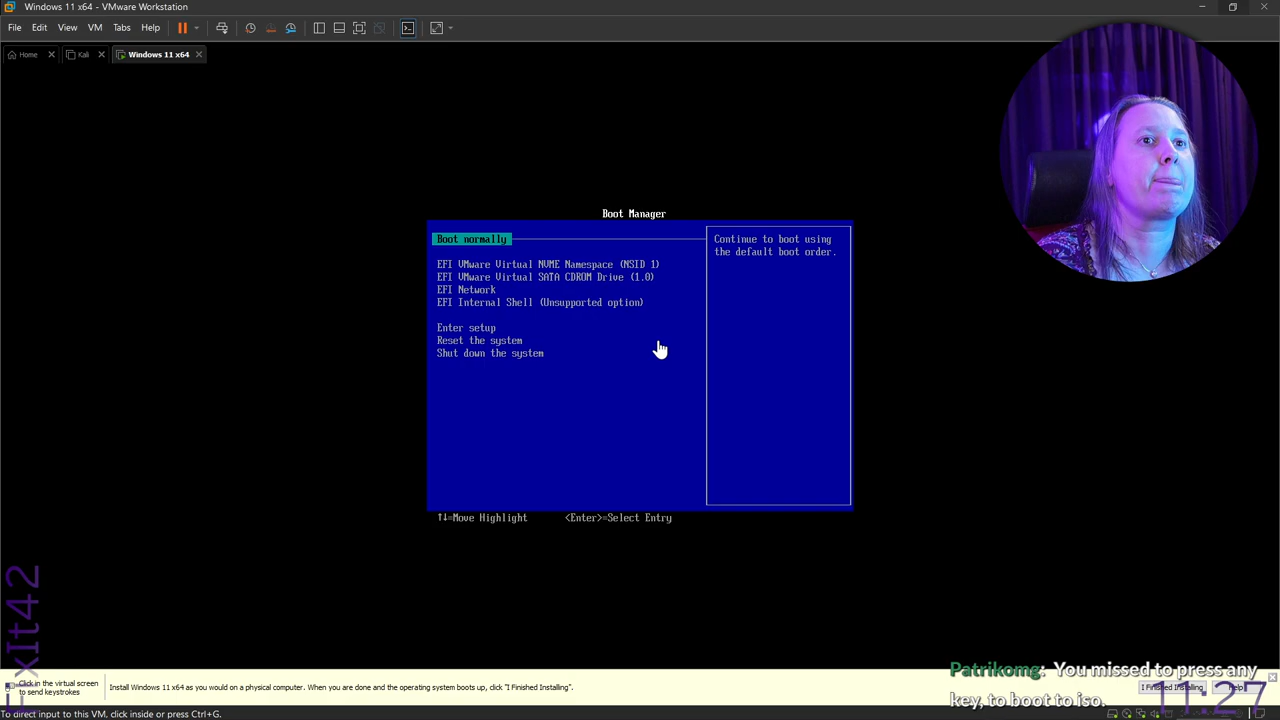 Windows 11 x64 - VMware Workstation
File Edit View VM Tabs Help
Home Kali Windows 11 x64
Boot Manager
Boot normally
Continue to boot using
the default boot order.
EFI VMware Virtual NVME Namespace (NSID 1)
EFI VMware Virtual SATA CDROM Drive (1.0)
EFI Network
EFI Internal Shell (Unsupported option)
Enter setup
Reset the system
Shut down the system
↑↓=Move Highlight <Enter>=Select Entry
ExIt42
Click in the virtual screen
to send keystrokes
Install Windows 11 x64 as you would on a physical computer. When you are done and the operating system boots up, click "I Finished Installing".
Patrikomg: You missed to press any
key, to boot to iso.
I Finished Installing Help
11:27
To direct input to this VM, click inside or press Ctrl+G.